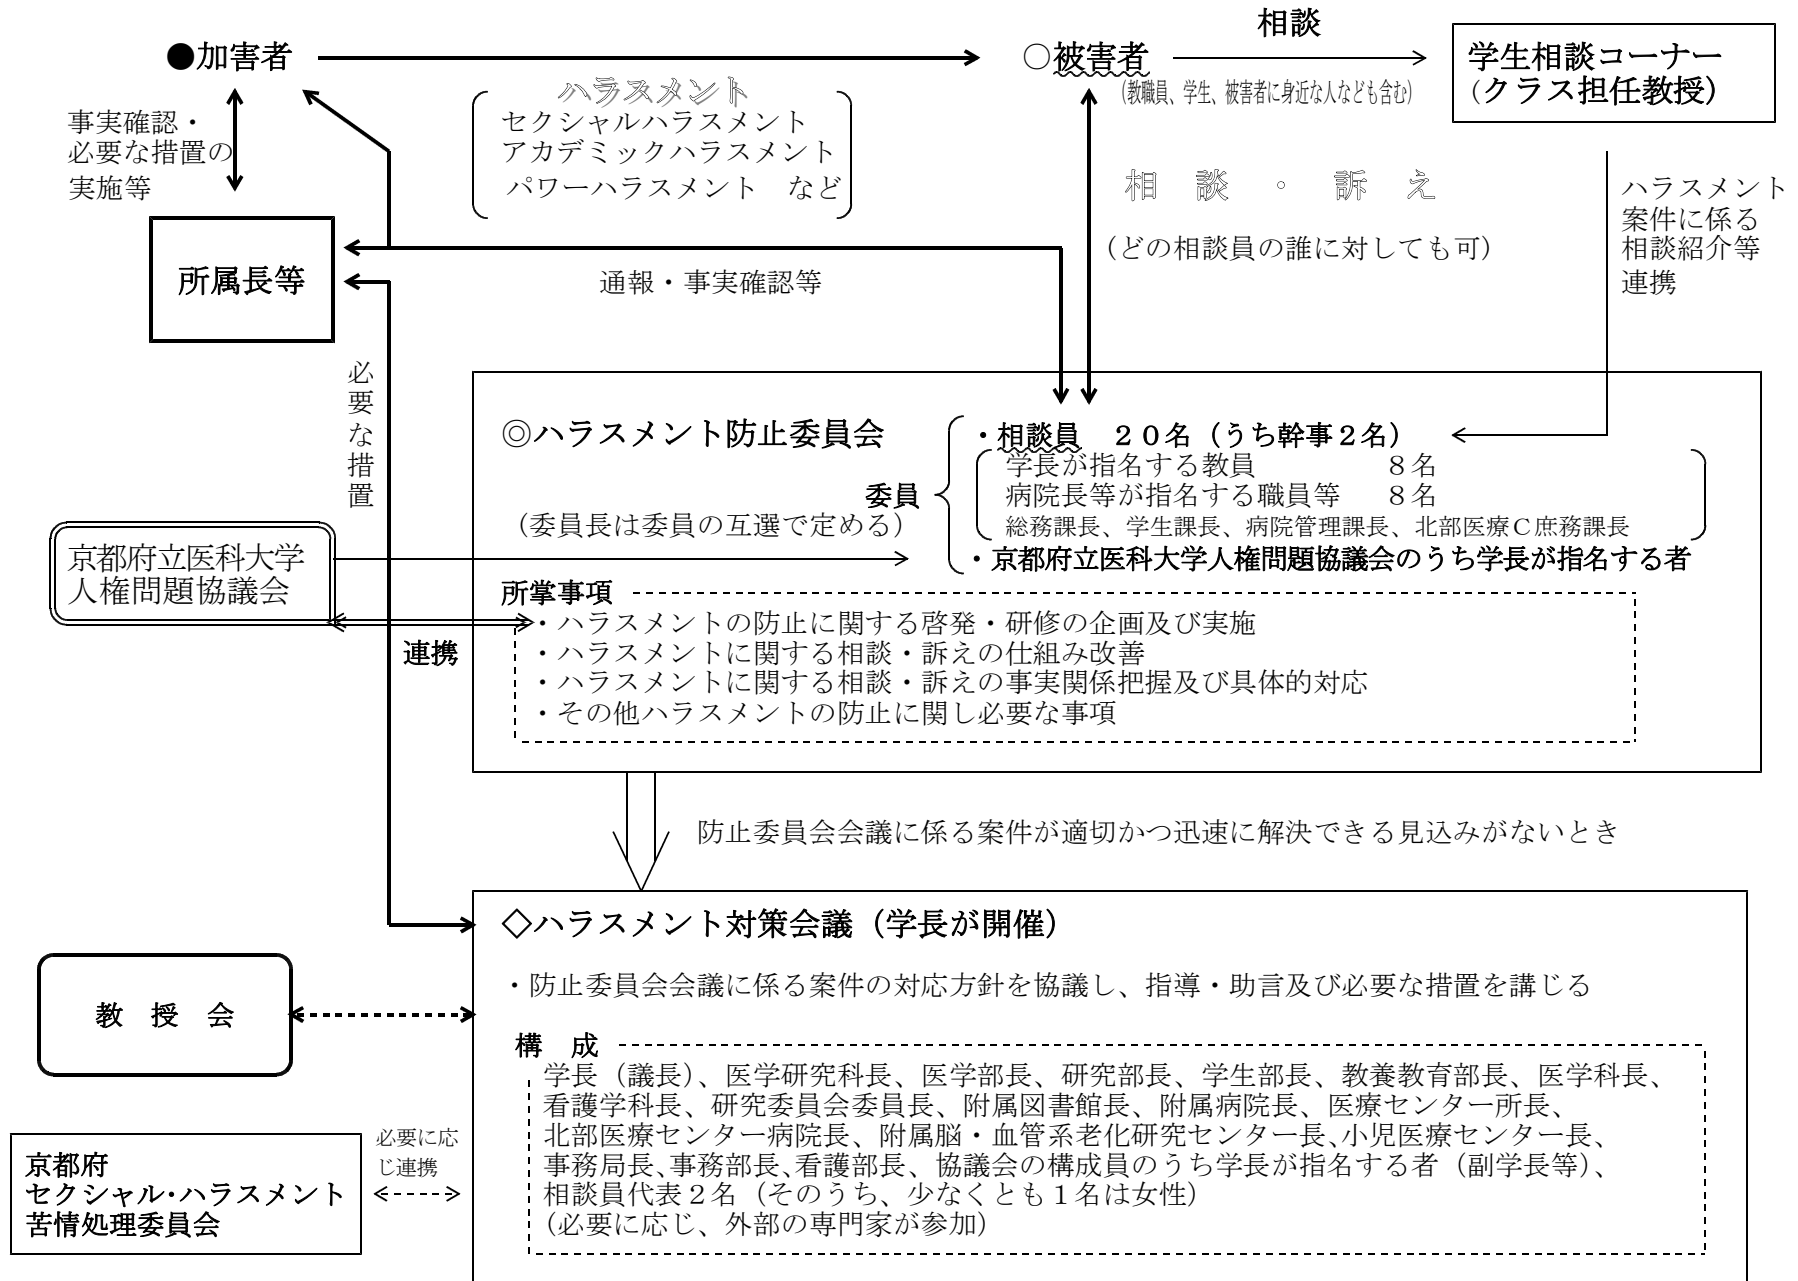 相談
●加害者
○被害者
学生相談コーナー
(クラス担任教授)
ハラスメント
(教職員、学生、被害者に身近な人なども含む)
セクシャルハラスメント
アカデミックハラスメント
パワーハラスメント　など
事実確認・
必要な措置の
実施等
相　談　・　訴　え
(どの相談員の誰に対しても可)
ハラスメント
案件に係る
相談紹介等
連携
所属長等
通報・事実確認等
必要な措置
◎ハラスメント防止委員会
・相談員　２０名（うち幹事２名）
学長が指名する教員　８名
委員
病院長等が指名する職員等　８名
(委員長は委員の互選で定める)
総務課長、学生課長、病院管理課長、北部医療Ｃ庶務課長
・京都府立医科大学人権問題協議会のうち学長が指名する者
京都府立医科大学
人権問題協議会
連携
所掌事項
・ハラスメントの防止に関する啓発・研修の企画及び実施
・ハラスメントに関する相談・訴えの仕組み改善
・ハラスメントに関する相談・訴えの事実関係把握及び具体的対応
・その他ハラスメントの防止に関し必要な事項
防止委員会会議に係る案件が適切かつ迅速に解決できる見込みがないとき
◇ハラスメント対策会議（学長が開催）
・防止委員会会議に係る案件の対応方針を協議し、指導・助言及び必要な措置を講じる
教　授　会
構　成
学長（議長）、医学研究科長、医学部長、研究部長、学生部長、教養教育部長、医学科長、
看護学科長、研究委員会委員長、附属図書館長、附属病院長、医療センター所長、
北部医療センター病院長、附属脳・血管系老化研究センター長、小児医療センター長、
事務局長、事務部長、看護部長、協議会の構成員のうち学長が指名する者（副学長等）、
相談員代表２名（そのうち、少なくとも１名は女性）
(必要に応じ、外部の専門家が参加)
必要に応
じ連携
京都府
セクシャル・ハラスメント
苦情処理委員会